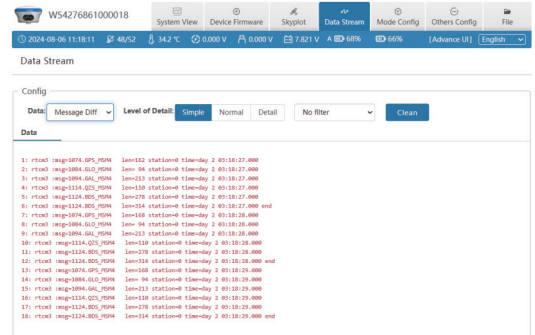 W54276861000018
System View
Device Firmware
Skyplot
Data Stream
Mode Config
Others Config
File
2024-08-06 11:18:11 48/52 34.2 ℃ 0.000 V 0.000 V 7.821 V A 68% 66% [Advance UI] English
Data Stream
Config
Data: Message Diff Level of Detail: Simple Normal Detail No filter Clean
Data
1: rtcm3 :msg=1074.GPS_MSM4 len=162 station=0 time=day 2 03:18:27.000
2: rtcm3 :msg=1084.GLO_MSM4 len= 94 station=0 time=day 2 03:18:27.000
3: rtcm3 :msg=1094.GAL_MSM4 len=213 station=0 time=day 2 03:18:27.000
4: rtcm3 :msg=1114.QZS_MSM4 len=110 station=0 time=day 2 03:18:27.000
5: rtcm3 :msg=1124.BDS_MSM4 len=278 station=0 time=day 2 03:18:27.000
6: rtcm3 :msg=1124.BDS_MSM4 len=314 station=0 time=day 2 03:18:27.000 end
7: rtcm3 :msg=1074.GPS_MSM4 len=168 station=0 time=day 2 03:18:28.000
8: rtcm3 :msg=1084.GLO_MSM4 len= 94 station=0 time=day 2 03:18:28.000
9: rtcm3 :msg=1094.GAL_MSM4 len=213 station=0 time=day 2 03:18:28.000
10: rtcm3 :msg=1114.QZS_MSM4 len=110 station=0 time=day 2 03:18:28.000
11: rtcm3 :msg=1124.BDS_MSM4 len=278 station=0 time=day 2 03:18:28.000
12: rtcm3 :msg=1124.BDS_MSM4 len=314 station=0 time=day 2 03:18:28.000 end
13: rtcm3 :msg=1074.GPS_MSM4 len=168 station=0 time=day 2 03:18:29.000
14: rtcm3 :msg=1084.GLO_MSM4 len= 94 station=0 time=day 2 03:18:29.000
15: rtcm3 :msg=1094.GAL_MSM4 len=213 station=0 time=day 2 03:18:29.000
16: rtcm3 :msg=1114.QZS_MSM4 len=110 station=0 time=day 2 03:18:29.000
17: rtcm3 :msg=1124.BDS_MSM4 len=278 station=0 time=day 2 03:18:29.000
18: rtcm3 :msg=1124.BDS_MSM4 len=314 station=0 time=day 2 03:18:29.000 end